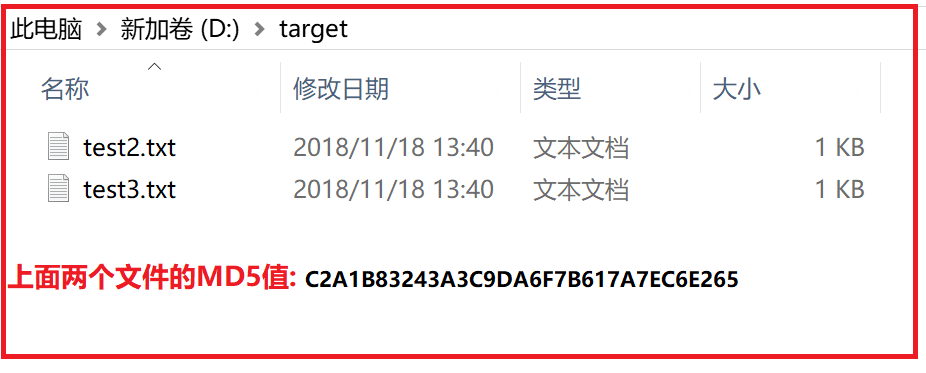 此电脑 > 新加卷 (D:) > target
名称 修改日期 类型 大小
test2.txt 2018/11/18 13:40 文本文档 1 KB
test3.txt 2018/11/18 13:40 文本文档 1 KB
上面两个文件的MD5值: C2A1B83243A3C9DA6F7B617A7EC6E265